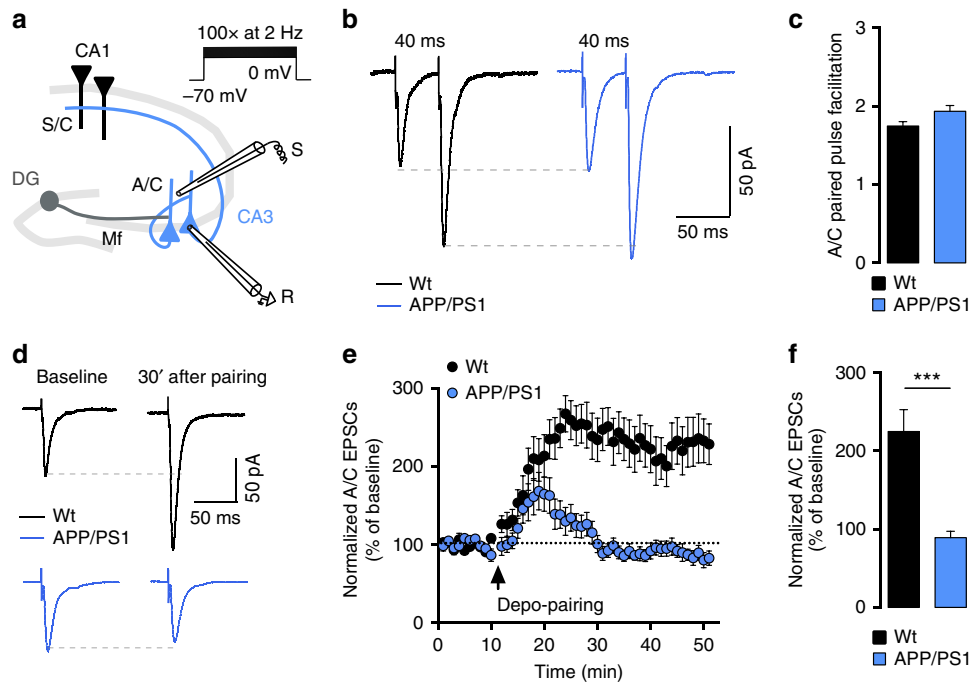 a
CA1
100× at 2 Hz
0 mV
–70 mV
S/C
S
DG
A/C
CA3
Mf
R
b
40 ms
40 ms
50 pA
50 ms
Wt
APP/PS1
c
A/C paired pulse facilitation
3
2
1
0
Wt
APP/PS1
d
Baseline
30′ after pairing
50 pA
50 ms
Wt
APP/PS1
e
Wt
APP/PS1
Normalized A/C EPSCs
(% of baseline)
300
200
100
0
Depo-pairing
0 10 20 30 40 50
Time (min)
f
***
Normalized A/C EPSCs
(% of baseline)
300
200
100
0
Wt
APP/PS1